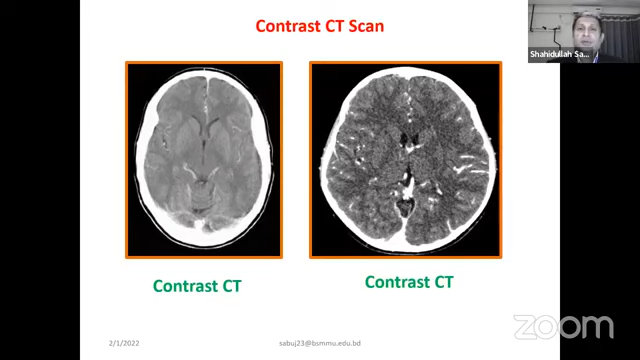 Contrast CT Scan
Shahidullah Sa...
Contrast CT
Contrast CT
2/1/2022
sabuj23@bsmmu.edu.bd
zoom